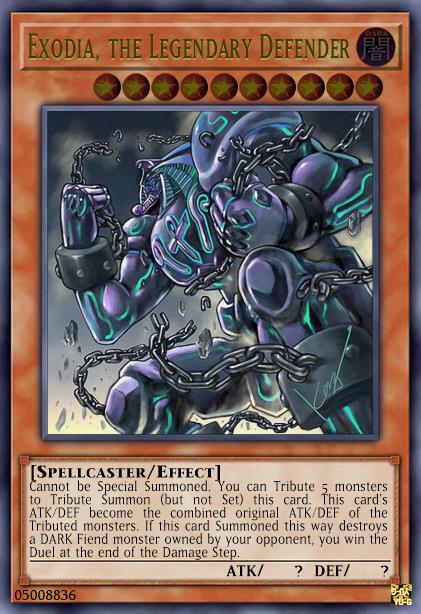 EXODIA, THE LEGENDARY DEFENDER
DARK
闇
[SPELLCASTER/EFFECT]
Cannot be Special Summoned. You can Tribute 5 monsters
to Tribute Summon (but not Set) this card. This card's
ATK/DEF become the combined original ATK/DEF of the
Tributed monsters. If this card Summoned this way destroys
a DARK Fiend monster owned by your opponent, you win the
Duel at the end of the Damage Step.
ATK/ ? DEF/ ?
05008836